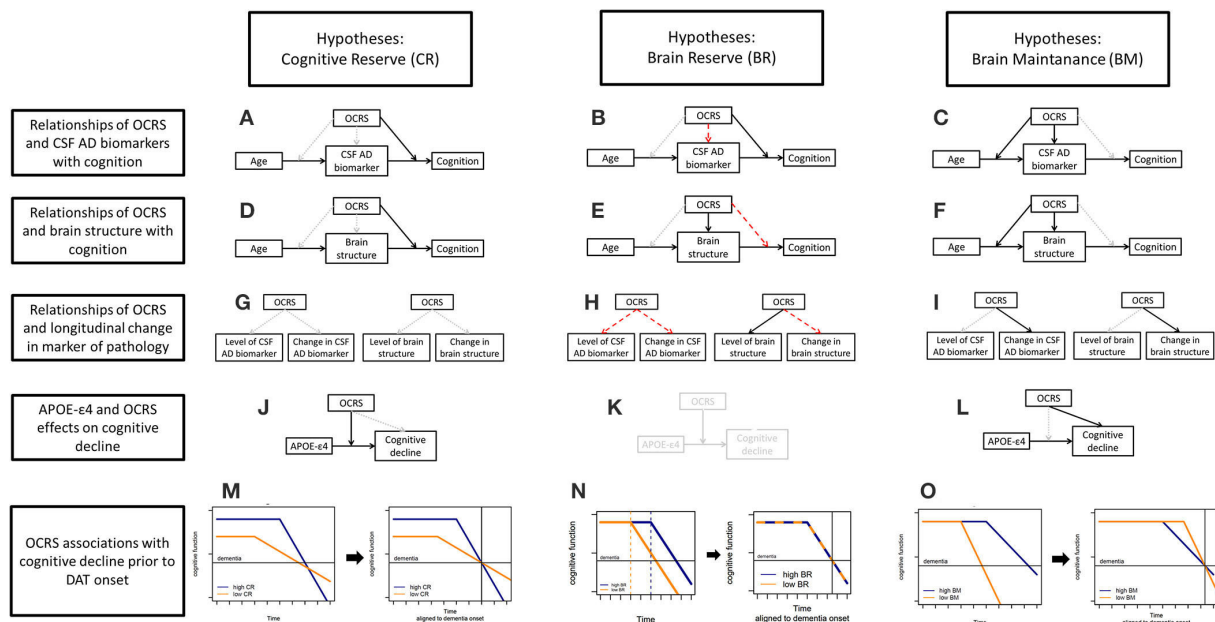 Hypotheses:
Cognitive Reserve (CR)
Hypotheses:
Brain Reserve (BR)
Hypotheses:
Brain Maintanance (BM)
Relationships of OCRS
and CSF AD biomarkers
with cognition
A
OCRS
Age
CSF AD
biomarker
Cognition
B
OCRS
Age
CSF AD
biomarker
Cognition
C
OCRS
Age
CSF AD
biomarker
Cognition
Relationships of OCRS
and brain structure with
cognition
D
OCRS
Age
Brain
structure
Cognition
E
OCRS
Age
Brain
structure
Cognition
F
OCRS
Age
Brain
structure
Cognition
Relationships of OCRS
and longitudinal change
in marker of pathology
G
OCRS
OCRS
Level of CSF
AD biomarker
Change in CSF
AD biomarker
Level of brain
structure
Change in
brain structure
H
OCRS
OCRS
Level of CSF
AD biomarker
Change in CSF
AD biomarker
Level of brain
structure
Change in
brain structure
I
OCRS
OCRS
Level of CSF
AD biomarker
Change in CSF
AD biomarker
Level of brain
structure
Change in
brain structure
APOE-ε4 and OCRS
effects on cognitive
decline
J
OCRS
APOE-ε4
Cognitive
decline
K
OCRS
APOE-ε4
Cognitive
decline
L
OCRS
APOE-ε4
Cognitive
decline
OCRS associations with
cognitive decline prior to
DAT onset
M
cognitive function
dementia
high CR
low CR
Time
cognitive function
dementia
high CR
low CR
Time
aligned to dementia onset
N
cognitive function
dementia
high BR
low BR
Time
cognitive function
dementia
high BR
low BR
Time
aligned to dementia onset
O
cognitive function
dementia
high BM
low BM
Time
cognitive function
dementia
high BM
low BM
Time
aligned to dementia onset